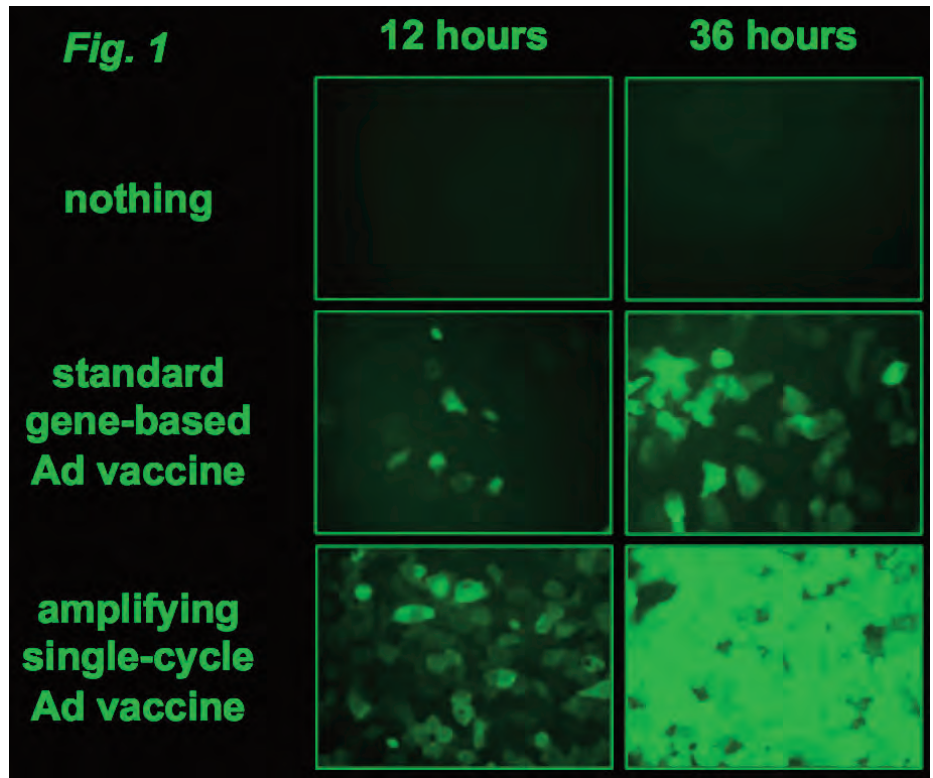 Fig. 1
12 hours
36 hours
nothing
standard
gene-based
Ad vaccine
amplifying
single-cycle
Ad vaccine